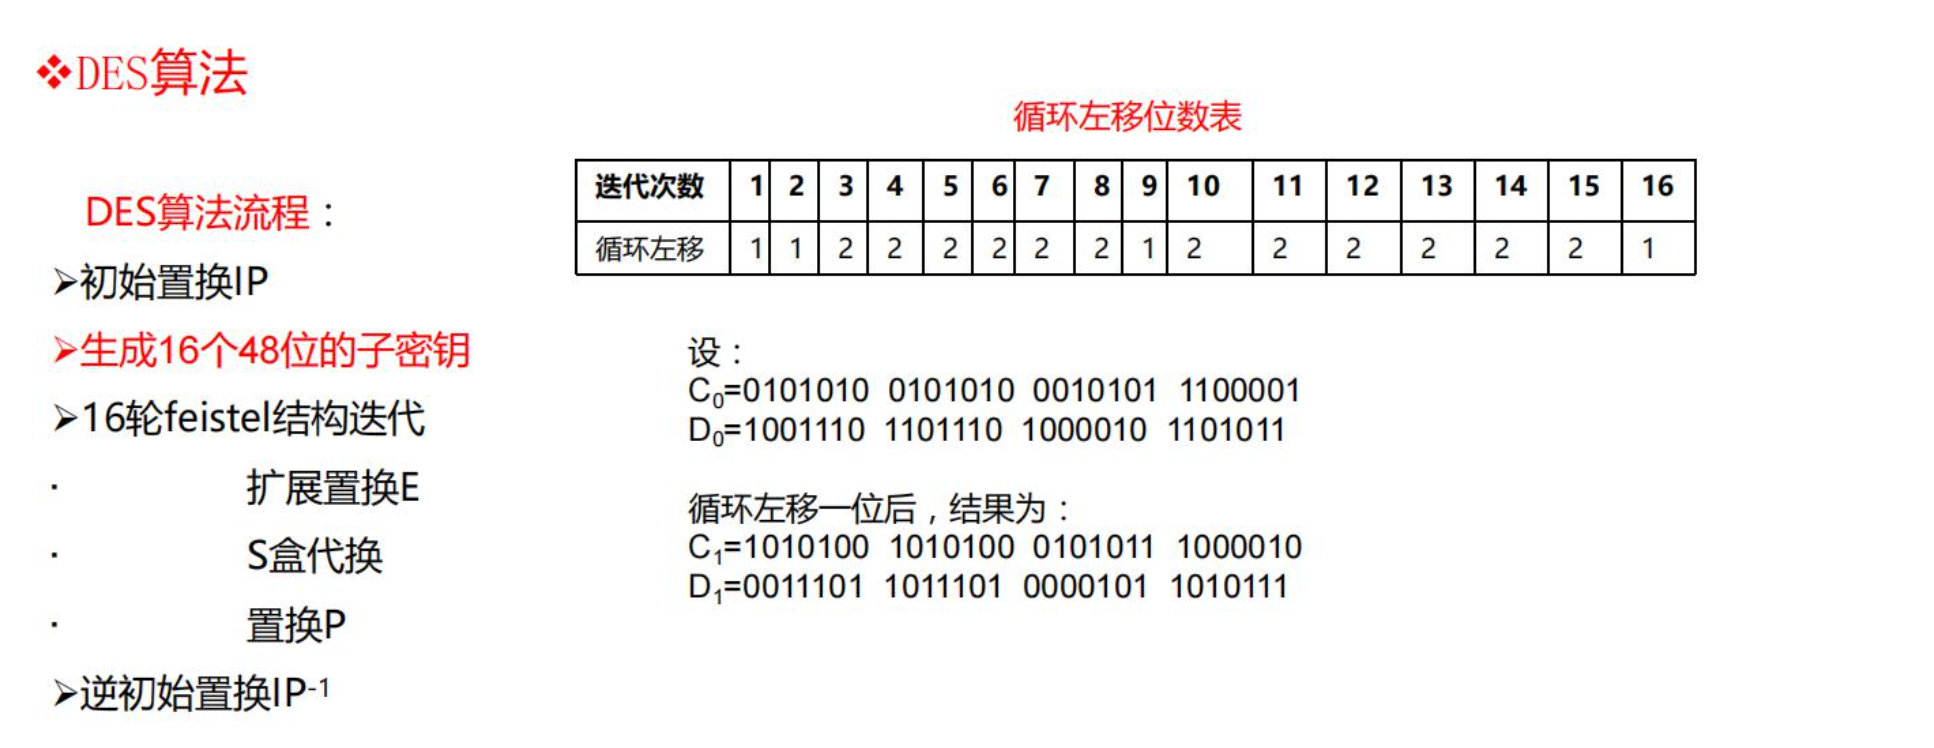 ❖DES算法
循环左移位数表
迭代次数 1 2 3 4 5 6 7 8 9 10 11 12 13 14 15 16
循环左移 1 1 2 2 2 2 2 2 1 2 2 2 2 2 2 1
DES算法流程：
➢初始置换IP
➢生成16个48位的子密钥
➢16轮feistel结构迭代
· 扩展置换E
· S盒代换
· 置换P
➢逆初始置换IP⁻¹
设：
C₀=0101010 0101010 0010101 1100001
D₀=1001110 1101110 1000010 1101011
循环左移一位后，结果为：
C₁=1010100 1010100 0101011 1000010
D₁=0011101 1011101 0000101 1010111